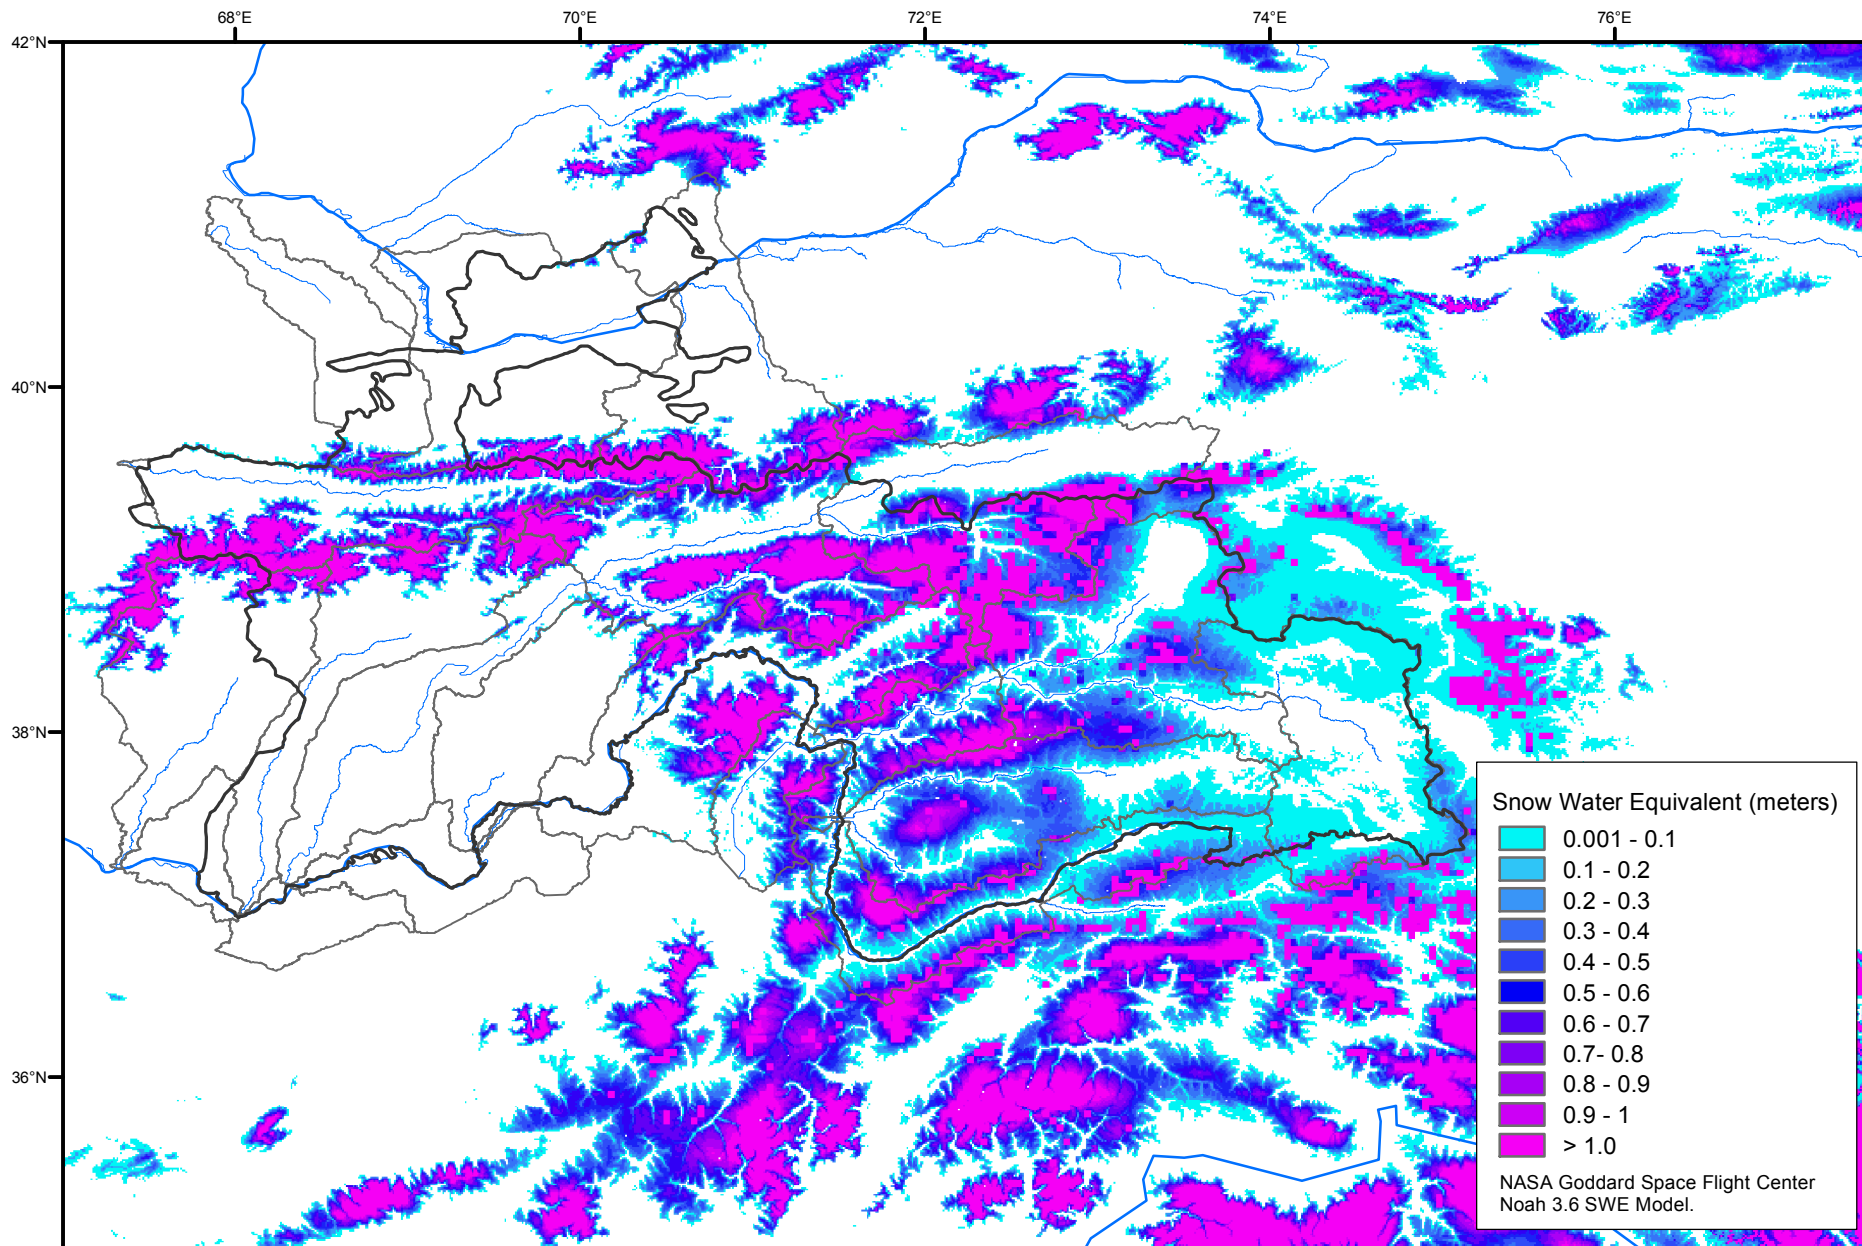 68°E
70°E
72°E
74°E
76°E
42°N
40°N
38°N
36°N
Snow Water Equivalent (meters)
0.001 - 0.1
0.1 - 0.2
0.2 - 0.3
0.3 - 0.4
0.4 - 0.5
0.5 - 0.6
0.6 - 0.7
0.7- 0.8
0.8 - 0.9
0.9 - 1
> 1.0
NASA Goddard Space Flight Center
Noah 3.6 SWE Model.